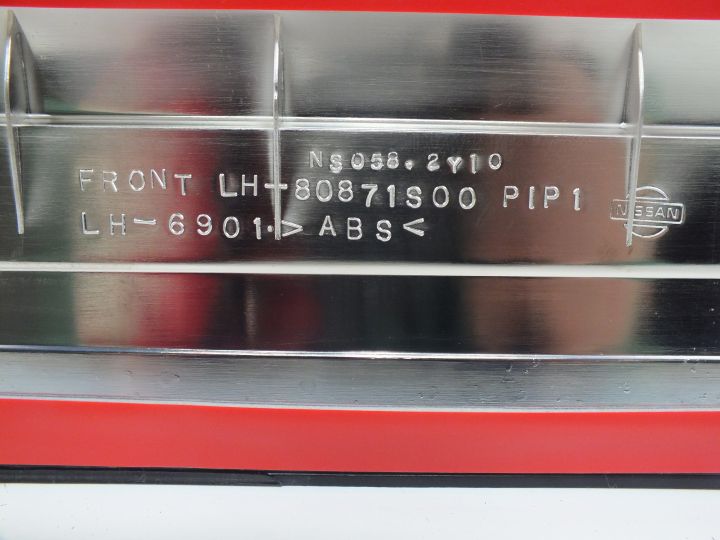 NS058.2Y10
FRONT LH-80871S00 PIP1
LH-6901.>ABS<
NISSAN